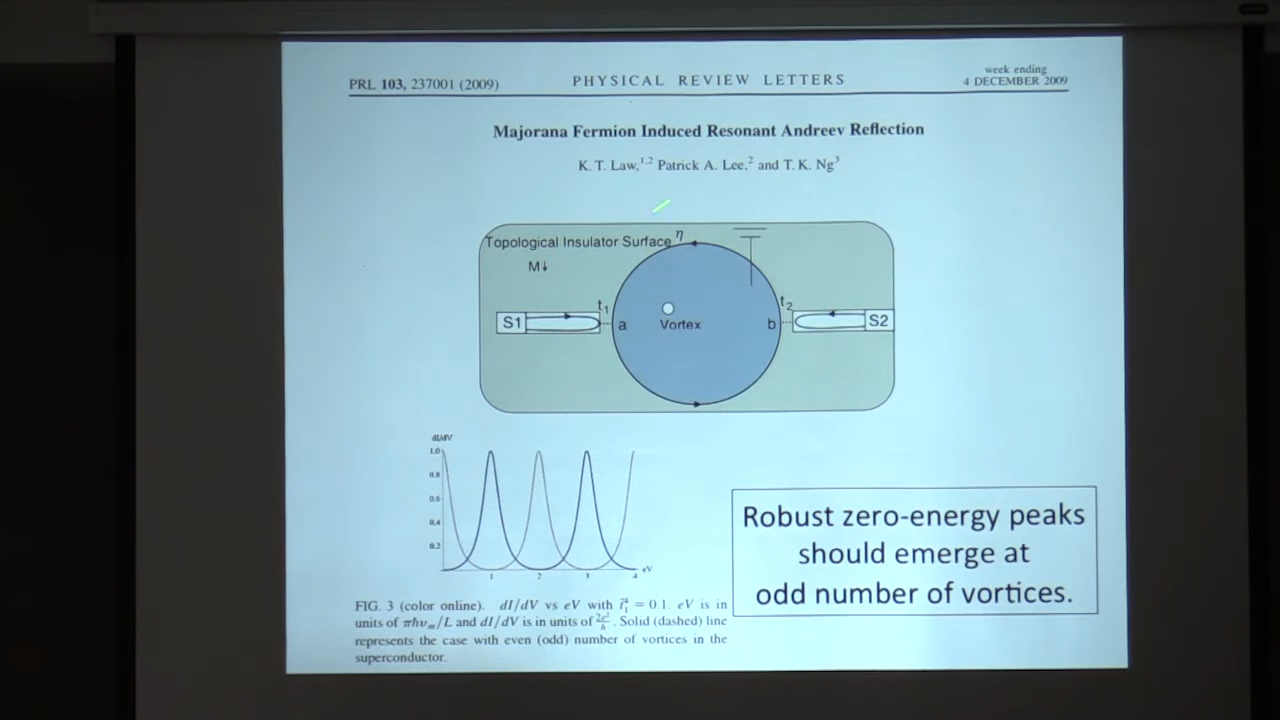 PRL 103, 237001 (2009)
PHYSICAL REVIEW LETTERS
week ending
4 DECEMBER 2009
Majorana Fermion Induced Resonant Andreev Reflection
K. T. Law,1,2 Patrick A. Lee,2 and T. K. Ng3
Topological Insulator Surface η
M↓
t1
t2
S1
a
Vortex
b
S2
dI/dV
1.0
0.8
0.6
0.4
0.2
1 2 3 4 eV
Robust zero-energy peaks
should emerge at
odd number of vortices.
FIG. 3 (color online). dI/dV vs eV with = 0.1. eV is in
units of πħvm/L and dI/dV is in units of 2e²/h. Solid (dashed) line
represents the case with even (odd) number of vortices in the
superconductor.